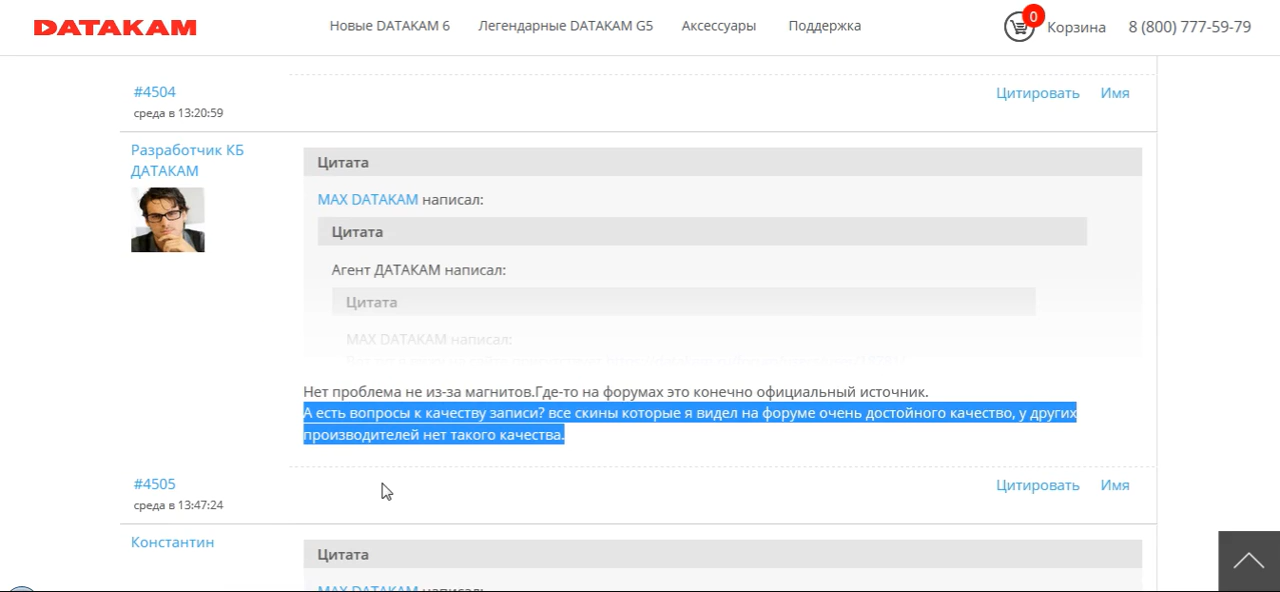 DATAKAM
Новые DATAKAM 6 Легендарные DATAKAM G5 Аксессуары Поддержка 0 Корзина 8 (800) 777-59-79
#4504 Цитировать Имя
среда в 13:20:59
Разработчик КБ
ДАТАКАМ
Цитата
MAX DATAKAM написал:
Цитата
Агент ДАТАКАМ написал:
Цитата
MAX DATAKAM написал:
Нет проблема не из-за магнитов.Где-то на форумах это конечно официальный источник.
А есть вопросы к качеству записи? все скины которые я видел на форуме очень достойного качество, у других
производителей нет такого качества.
#4505 Цитировать Имя
среда в 13:47:24
Константин
Цитата
MAX DATAKAM написал: